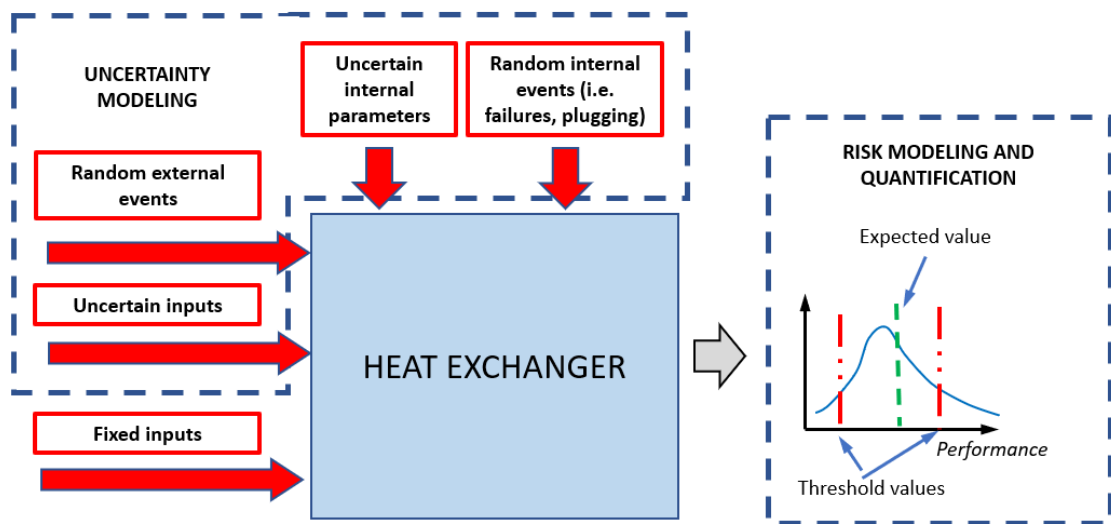 UNCERTAINTY
MODELING
Uncertain
internal
parameters
Random internal
events (i.e.
failures, plugging)
Random external
events
Uncertain inputs
Fixed inputs
HEAT EXCHANGER
RISK MODELING AND
QUANTIFICATION
Expected value
Performance
Threshold values